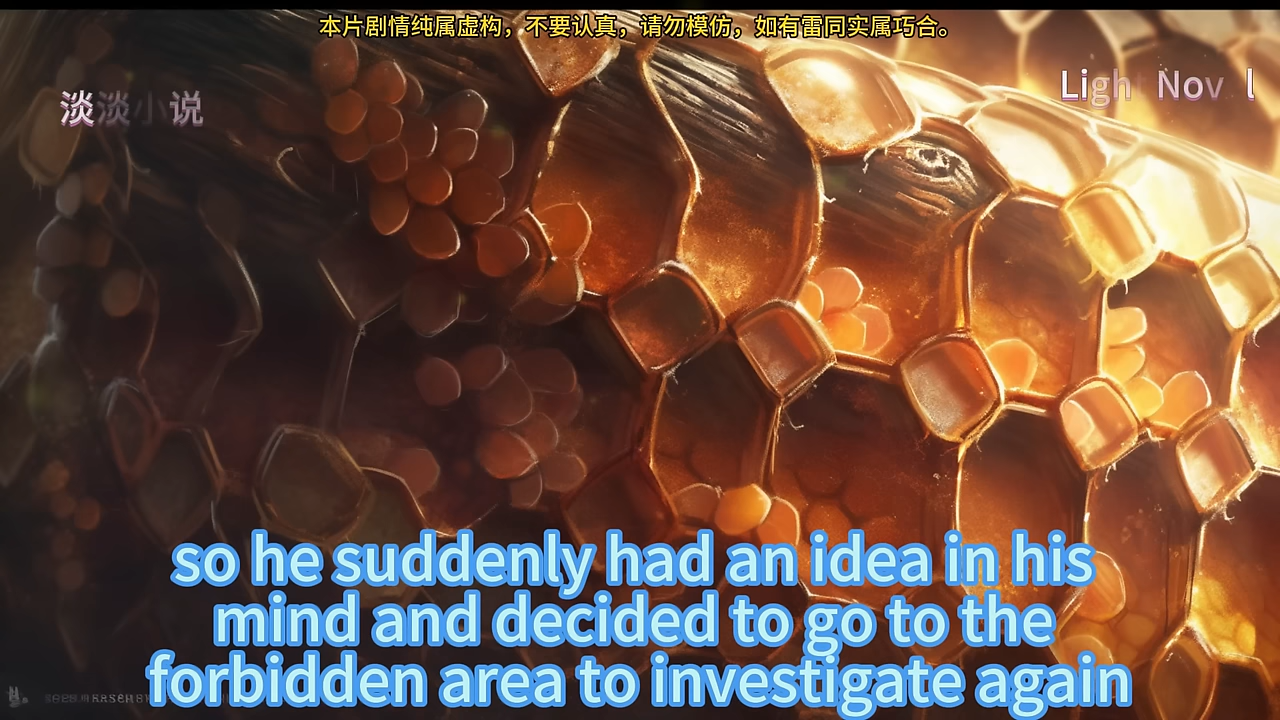 本片剧情纯属虚构，不要认真，请勿模仿，如有雷同实属巧合。
淡淡小说
Ligh Nov l
so he suddenly had an idea in his
mind and decided to go to the
forbidden area to investigate again